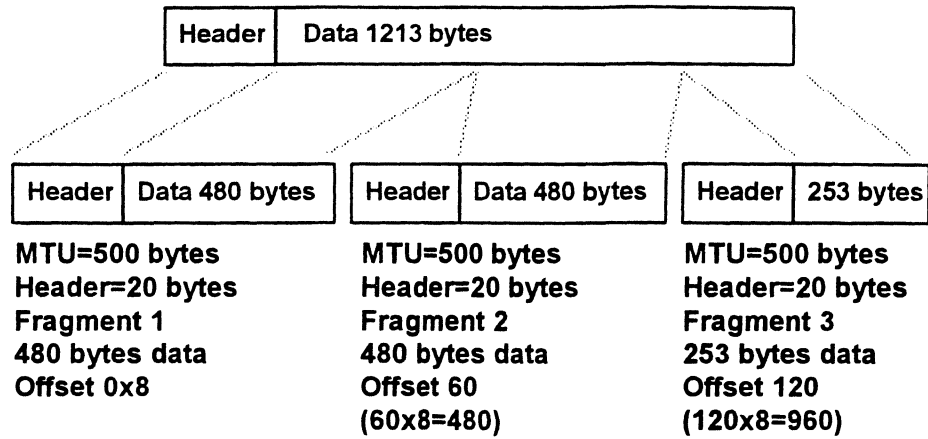 Header Data 1213 bytes
Header Data 480 bytes
Header Data 480 bytes
Header 253 bytes
MTU=500 bytes
Header=20 bytes
Fragment 1
480 bytes data
Offset 0x8
MTU=500 bytes
Header=20 bytes
Fragment 2
480 bytes data
Offset 60
(60x8=480)
MTU=500 bytes
Header=20 bytes
Fragment 3
253 bytes data
Offset 120
(120x8=960)